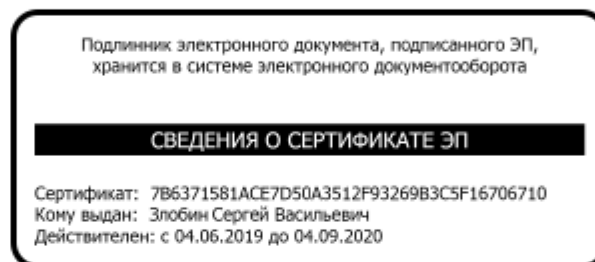 Подлинник электронного документа, подписанного ЭП,
хранится в системе электронного документооборота
СВЕДЕНИЯ О СЕРТИФИКАТЕ ЭП
Сертификат: 7B6371581ACE7D50A3512F93269B3C5F16706710
Кому выдан: Злобин Сергей Васильевич
Действителен: с 04.06.2019 до 04.09.2020